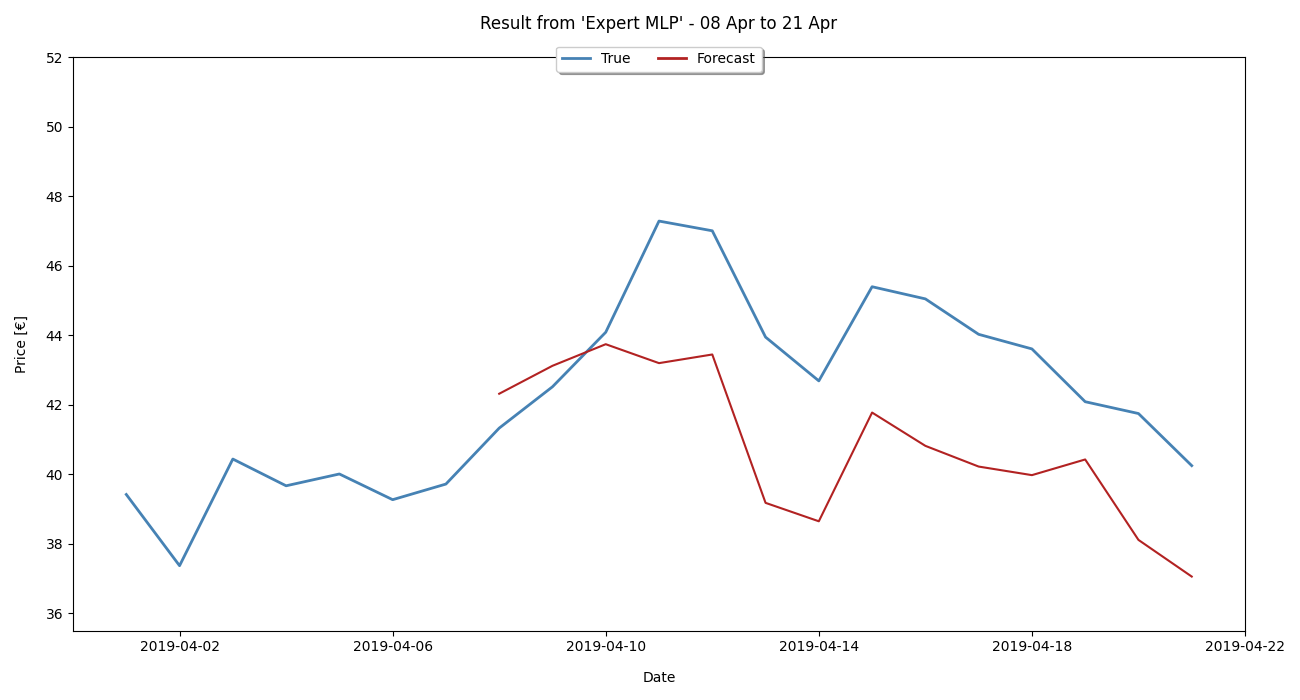 Result from 'Expert MLP' - 08 Apr to 21 Apr
True Forecast
52
50
48
46
44
42
40
38
36
Price [€]
2019-04-02 2019-04-06 2019-04-10 2019-04-14 2019-04-18 2019-04-22
Date